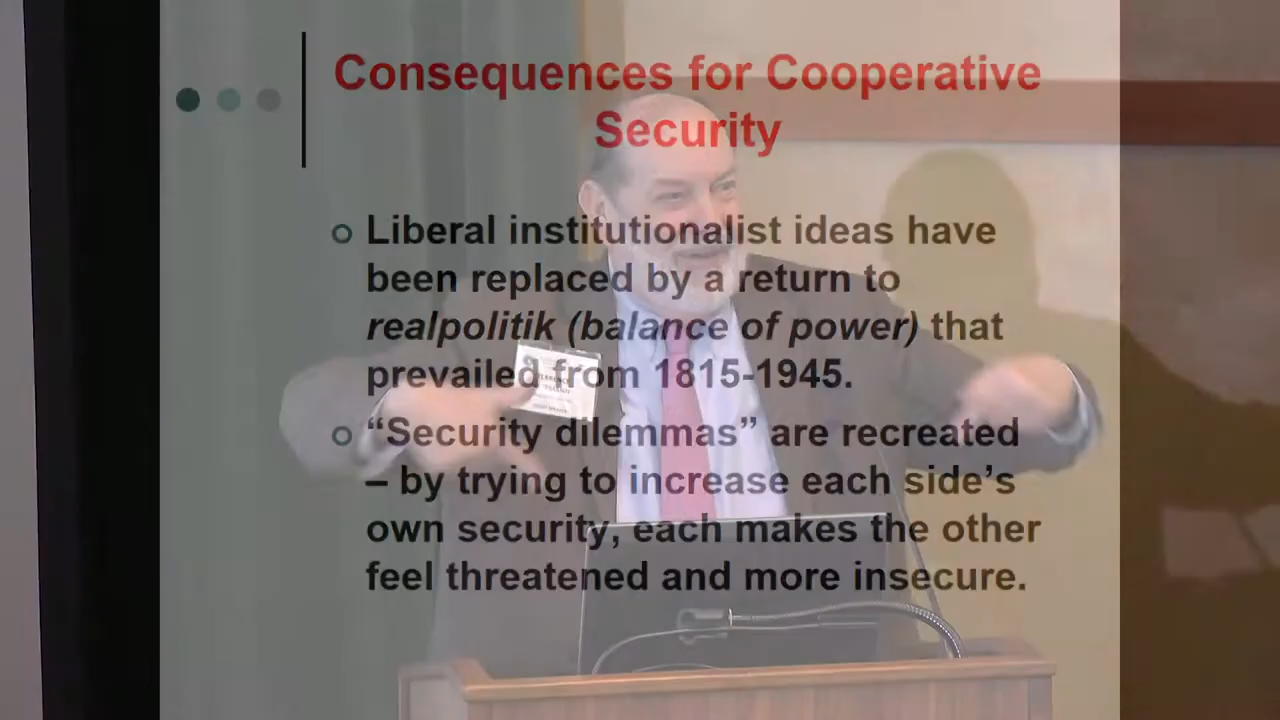 Consequences for Cooperative
Security
Liberal institutionalist ideas have
been replaced by a return to
realpolitik (balance of power) that
prevailed from 1815-1945.
“Security dilemmas” are recreated
– by trying to increase each side’s
own security, each makes the other
feel threatened and more insecure.